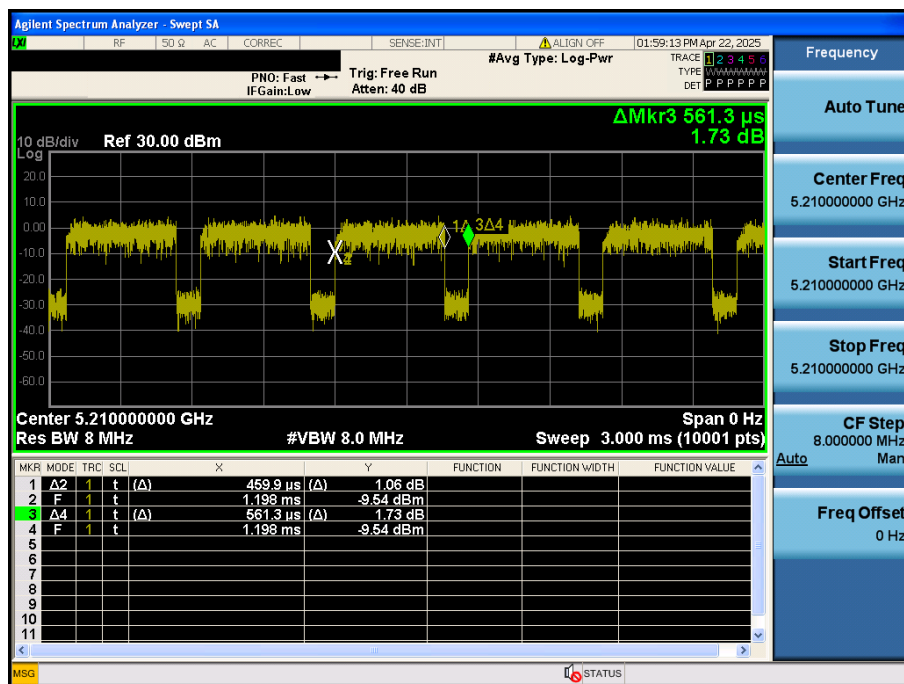 Agilent Spectrum Analyzer - Swept SA
LXI RF 50 Ω AC CORREC SENSE:INT ALIGN OFF 01:59:13 PM Apr 22, 2025
#Avg Type: Log-Pwr
TRACE 1 2 3 4 5 6
TYPE
DET P P P P P P
PNO: Fast Trig: Free Run
IFGain:Low Atten: 40 dB
ΔMkr3 561.3 µs
1.73 dB
10 dB/div Ref 30.00 dBm
Log
20.0
10.0
0.00
-10.0
-20.0
-30.0
-40.0
-50.0
-60.0
3Δ4
Center 5.210000000 GHz Span 0 Hz
Res BW 8 MHz #VBW 8.0 MHz Sweep 3.000 ms (10001 pts)
MKR MODE TRC SCL X Y FUNCTION FUNCTION WIDTH FUNCTION VALUE
1 Δ2 1 t (Δ) 459.9 µs (Δ) 1.06 dB
2 F 1 t 1.198 ms -9.54 dBm
3 Δ4 1 t (Δ) 561.3 µs (Δ) 1.73 dB
4 F 1 t 1.198 ms -9.54 dBm
5
6
7
8
9
10
11
MSG STATUS
Frequency
Auto Tune
Center Freq
5.210000000 GHz
Start Freq
5.210000000 GHz
Stop Freq
5.210000000 GHz
CF Step
8.000000 MHz
Auto Man
Freq Offset
0 Hz